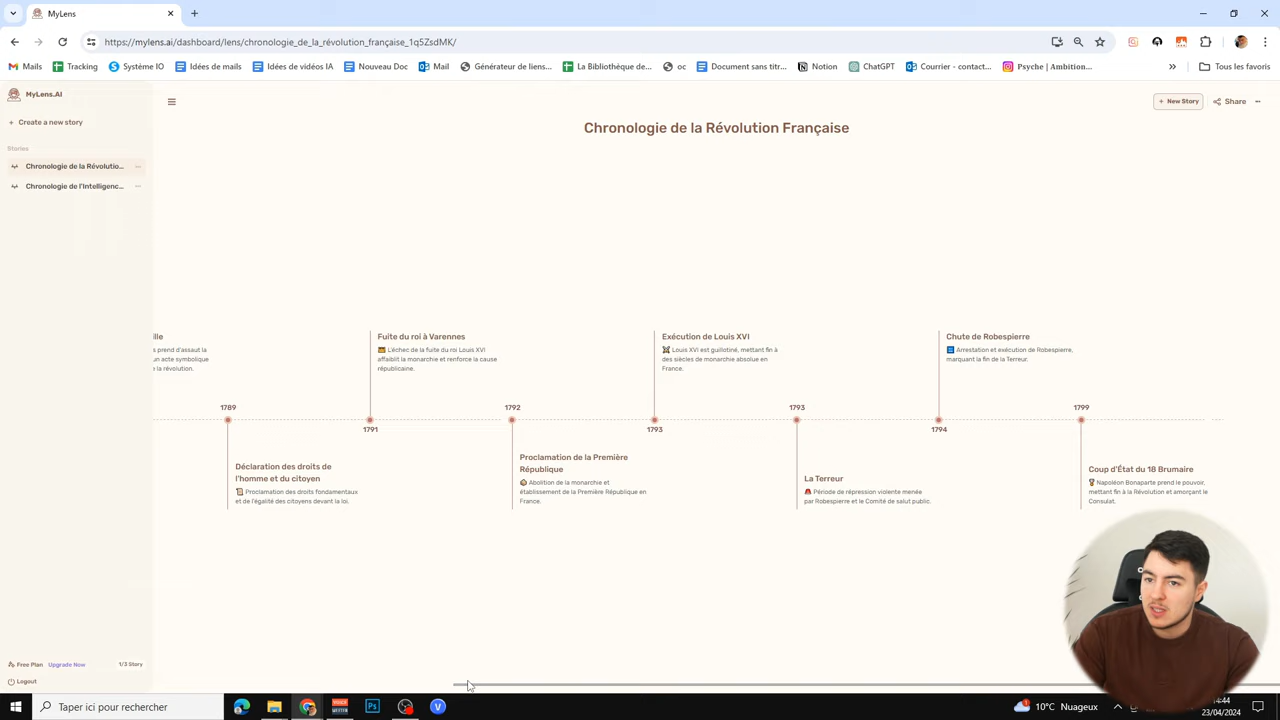 MyLens
https://mylens.ai/dashboard/lens/chronologie_de_la_révolution_française_1q5ZsdMK/
Mails
Tracking
Système IO
Idées de mails
Idées de vidéos IA
Nouveau Doc
Mail
Générateur de liens...
La Bibliothèque de...
oc
Document sans titr...
Notion
ChatGPT
Courrier - contact...
Psyche | Ambition...
»
Tous les favoris
MyLens.AI
+ Create a new story
Stories
Chronologie de la Révolutio...
Chronologie de l'Intelligenc...
+ New Story
Share
Chronologie de la Révolution Française
ille
s prend d'assaut la
un acte symbolique
e la révolution.
1789
Déclaration des droits de
l'homme et du citoyen
Proclamation des droits fondamentaux
et de l'égalité des citoyens devant la loi.
Fuite du roi à Varennes
L'échec de la fuite du roi Louis XVI
affaiblit la monarchie et renforce la cause
républicaine.
1791
1792
Proclamation de la Première
République
Abolition de la monarchie et
établissement de la Première République en
France.
Exécution de Louis XVI
Louis XVI est guillotiné, mettant fin à
des siècles de monarchie absolue en
France.
1793
1793
La Terreur
Période de répression violente menée
par Robespierre et le Comité de salut public.
Chute de Robespierre
Arrestation et exécution de Robespierre,
marquant la fin de la Terreur.
1794
1799
Coup d'État du 18 Brumaire
Napoléon Bonaparte prend le pouvoir,
mettant fin à la Révolution et amorçant le
Consulat.
Free Plan
Upgrade Now
1/3 Story
Logout
Taper ici pour rechercher
10°C Nuageux
23/04/2024